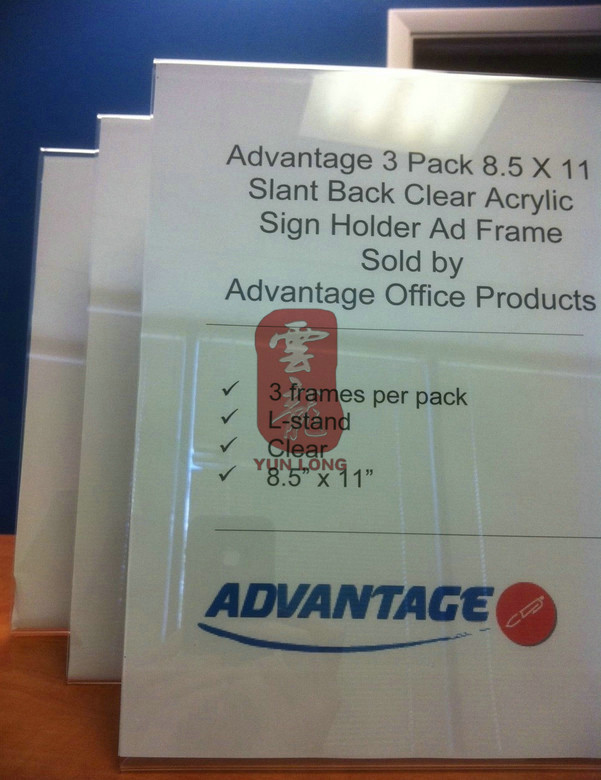 Advantage 3 Pack 8.5 X 11
Slant Back Clear Acrylic
Sign Holder Ad Frame
Sold by
Advantage Office Products
雲龍
✓ 3 frames per pack
✓ L-stand
✓ Clear
YUN LONG
✓ 8.5” x 11”
ADVANTAGE